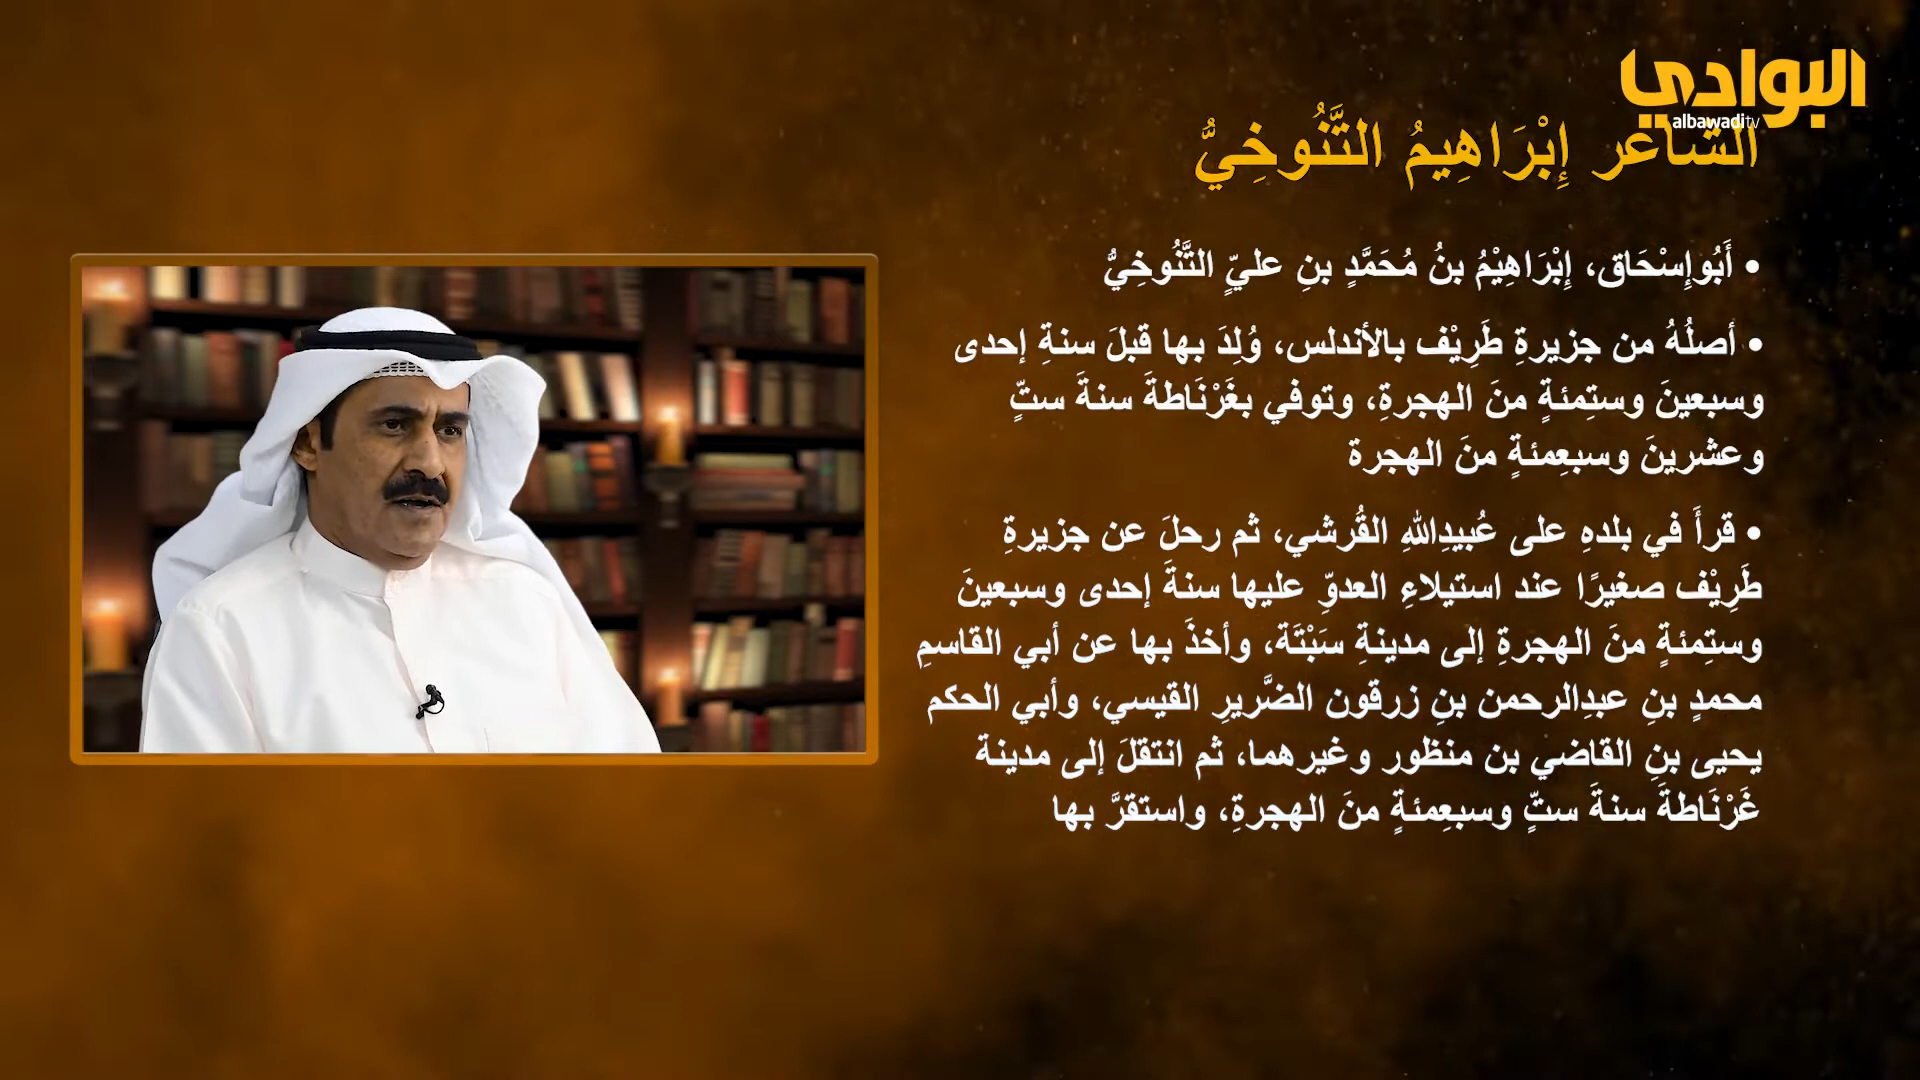 البوادي
albawaditv
الشاعر إِبْرَاهِيمُ التَّنُوخِيُّ
• أَبُوإِسْحَاق، إِبْرَاهِيْمُ بنُ مُحَمَّدٍ بنِ عليٍّ التَّنُوخِيُّ
• أصلُهُ من جزيرةِ طَرِيْف بالأندلس، وُلِدَ بها قبلَ سنةِ إحدى
وسبعينَ وستِمئةٍ منَ الهجرةِ، وتوفي بغَرْنَاطةَ سنةَ ستٍّ
وعشرينَ وسبعِمئةٍ منَ الهجرة
• قرأَ في بلدهِ على عُبيدِاللهِ القُرشي، ثم رحلَ عن جزيرةِ
طَرِيْف صغيرًا عند استيلاءِ العدوِّ عليها سنةَ إحدى وسبعينَ
وستِمئةٍ منَ الهجرةِ إلى مدينةِ سَبْتَة، وأخذَ بها عن أبي القاسمِ
محمدٍ بنِ عبدِالرحمن بنِ زرقون الضَّريرِ القيسي، وأبي الحكم
يحيى بنِ القاضي بن منظور وغيرهما، ثم انتقلَ إلى مدينة
غَرْنَاطةَ سنةَ ستٍّ وسبعِمئةٍ منَ الهجرةِ، واستقرَّ بها